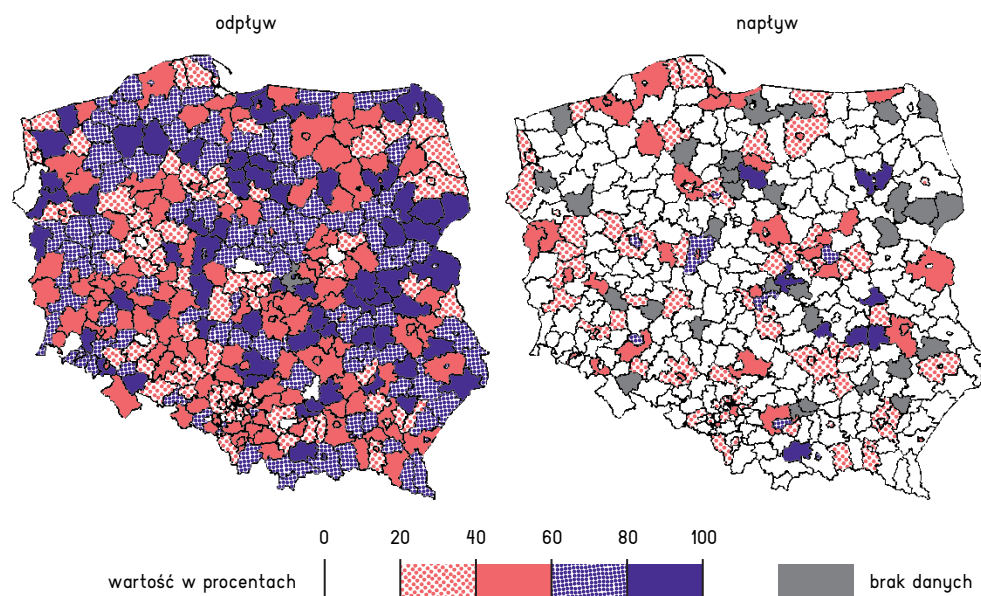 odpływ
napływ
0 20 40 60 80 100
wartość w procentach
brak danych